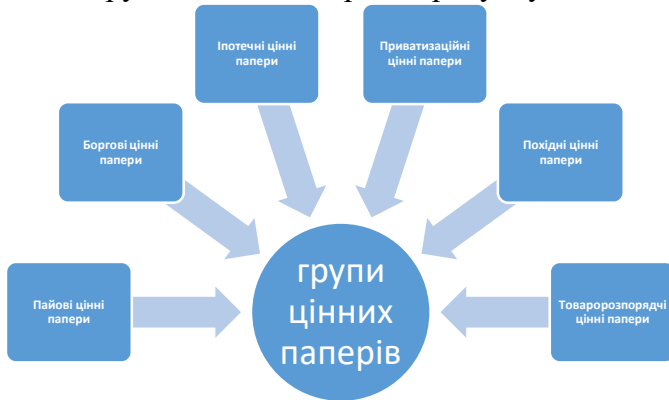 Іпотечні цінні
папери
Приватизаційні
цінні папери
Боргові цінні
папери
Похідні цінні
папери
Пайові цінні
папери
групи
цінних
паперів
Товаророзпорядчі
цінні папери